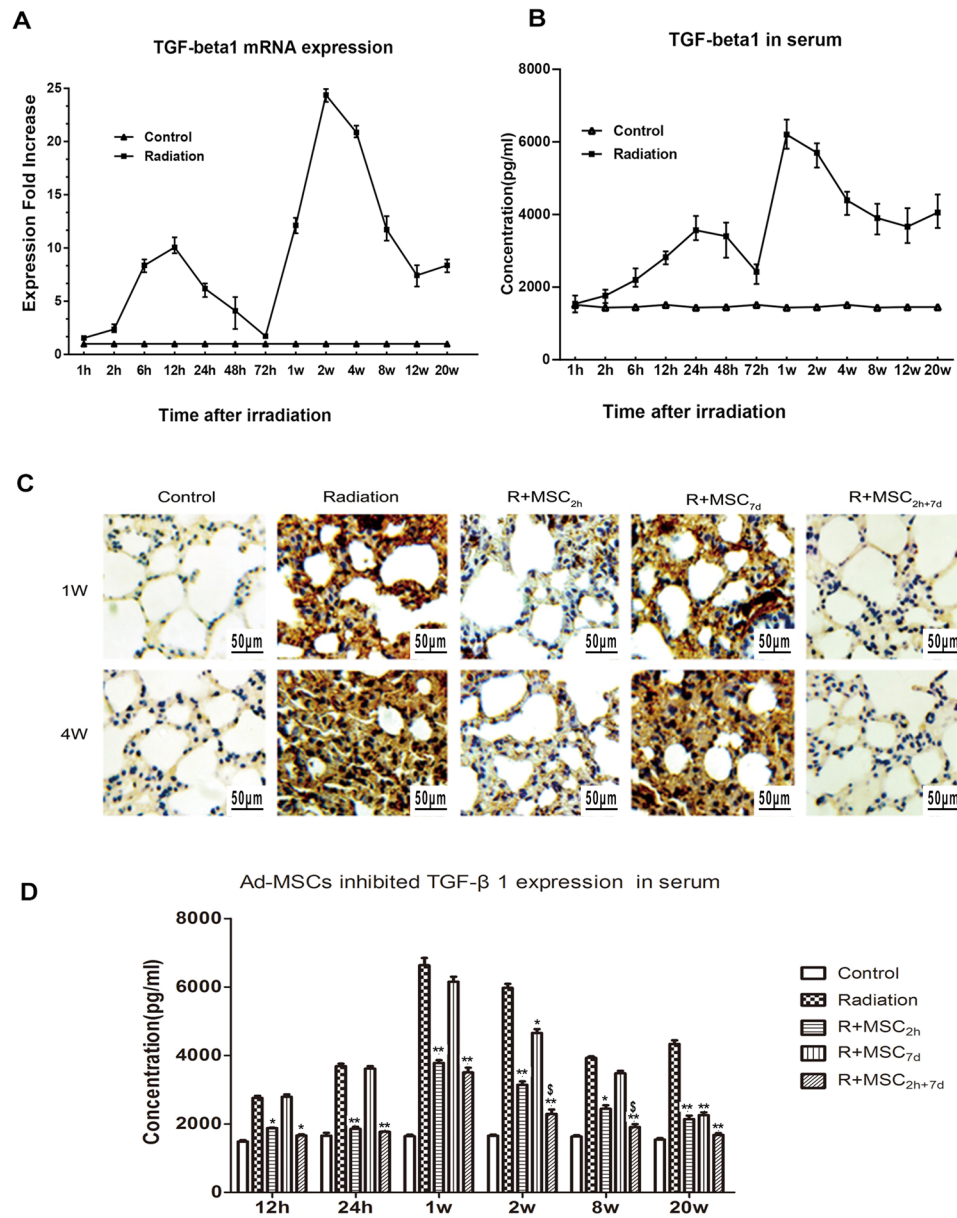 A
TGF-beta1 mRNA expression
Expression Fold Increase
25
20
15
10
5
0
Control
Radiation
1h 2h 6h 12h 24h 48h 72h 1w 2w 4w 8w 12w 20w
Time after irradiation
B
TGF-beta1 in serum
Concentration(pg/ml)
8000
6000
4000
2000
0
Control
Radiation
1h 2h 6h 12h 24h 48h 72h 1w 2w 4w 8w 12w 20w
Time after irradiation
C
Control Radiation R+MSC2h R+MSC7d R+MSC2h+7d
1W
50μm 50μm 50μm 50μm 50μm
4W
50μm 50μm 50μm 50μm 50μm
D
Ad-MSCs inhibited TGF-β 1 expression in serum
Concentration(pg/ml)
8000
6000
4000
2000
0
* * ** ** ** ** ** * $ ** * $ ** ** ** **
12h 24h 1w 2w 8w 20w
Control
Radiation
R+MSC2h
R+MSC7d
R+MSC2h+7d